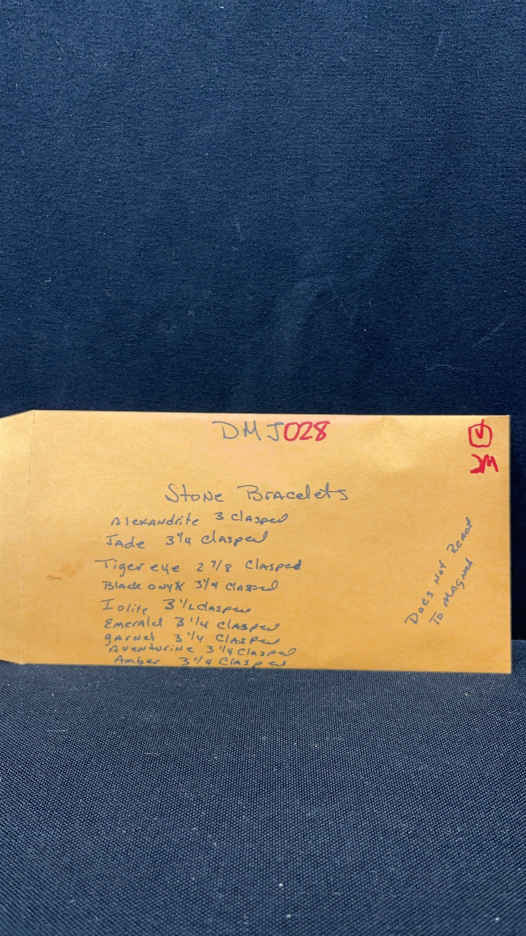 DMJ028
Stone Bracelets
Alexandrite 3 Clasped
Jade 3 1/4 Clasped
Tiger eye 2 7/8 Clasped
Black onyx 3 1/4 Clasped
Iolite 3 1/2 Clasped
Emerald 3 1/4 Clasped
garnet 3 1/4 Clasped
Aventurine 3 1/4 Clasped
Amber 3 1/4 Clasped
Does Not React
To Magnet